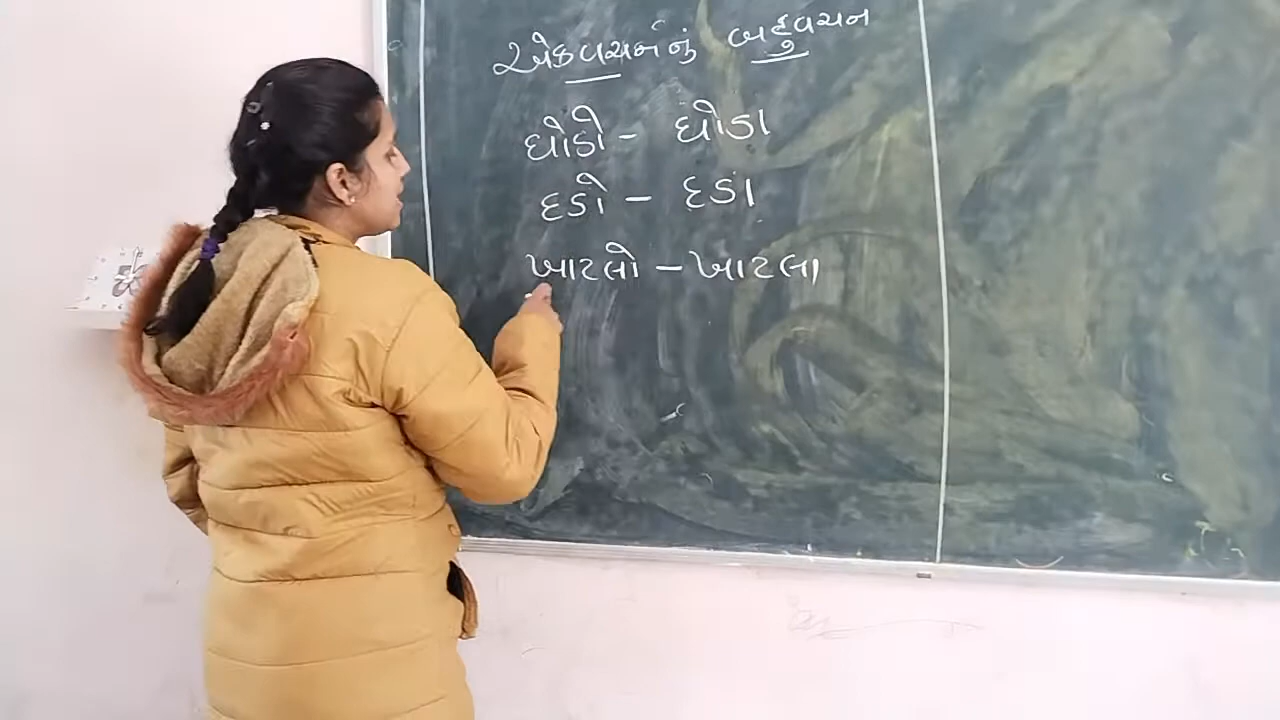 એકવચનનું બહુવચન
ઘોડો - ઘોડા
દડો - દડા
ખાટલો - ખાટલા